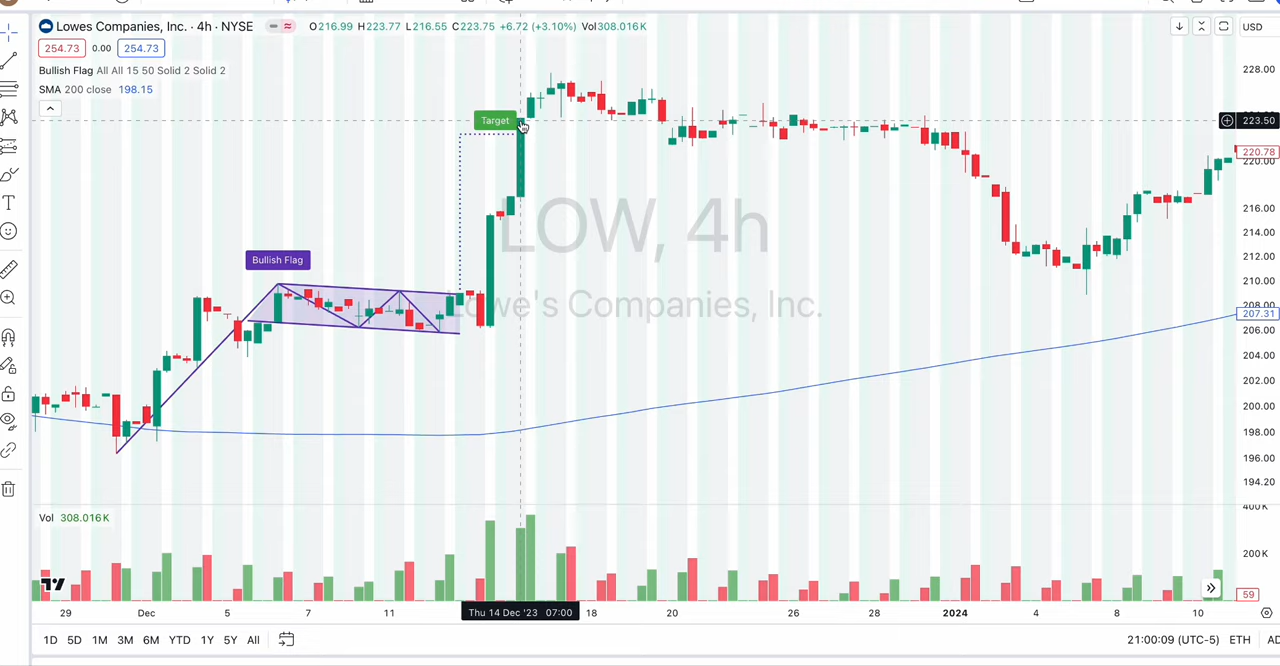 Lowes Companies, Inc. · 4h · NYSE O216.99 H223.77 L216.55 C223.75 +6.72 (+3.10%) Vol308.016K
USD
254.73 0.00 254.73
Bullish Flag All All 15 50 Solid 2 Solid 2
SMA 200 close 198.15
228.00
Target
223.50
220.78
220.00
LOW, 4h
216.00
214.00
Bullish Flag
212.00
210.00
Lowe's Companies, Inc.
208.00
207.31
206.00
204.00
202.00
200.00
198.00
196.00
194.20
400K
Vol 308.016K
200K
59
29 Dec 5 7 11 Thu 14 Dec '23 07:00 18 20 26 28 2024 4 8 10
1D 5D 1M 3M 6M YTD 1Y 5Y All 21:00:09 (UTC-5) ETH AD